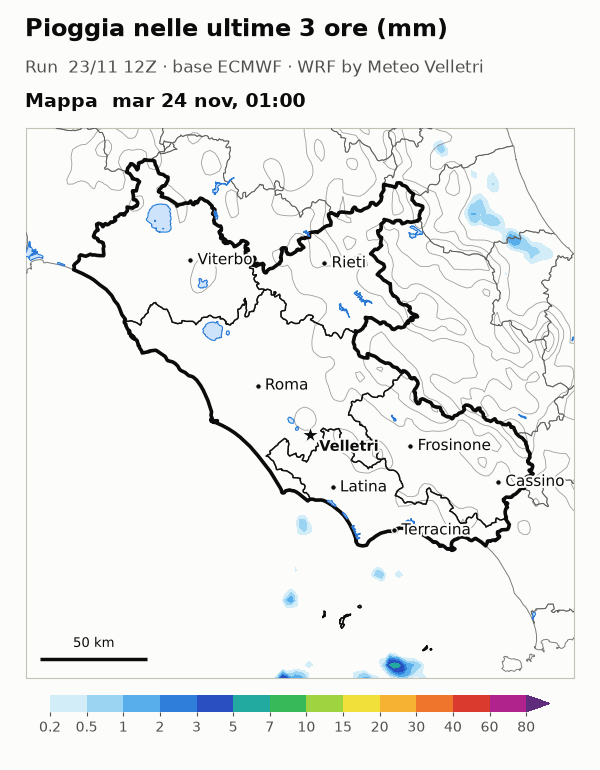 Pioggia nelle ultime 3 ore (mm)
Run  23/11 12Z · base ECMWF · WRF by Meteo Velletri
Mappa  mar 24 nov, 01:00
Viterbo
Rieti
Roma
Velletri
Frosinone
Latina
Cassino
Terracina
50 km
0.2 0.5 1 2 3 5 7 10 15 20 30 40 60 80